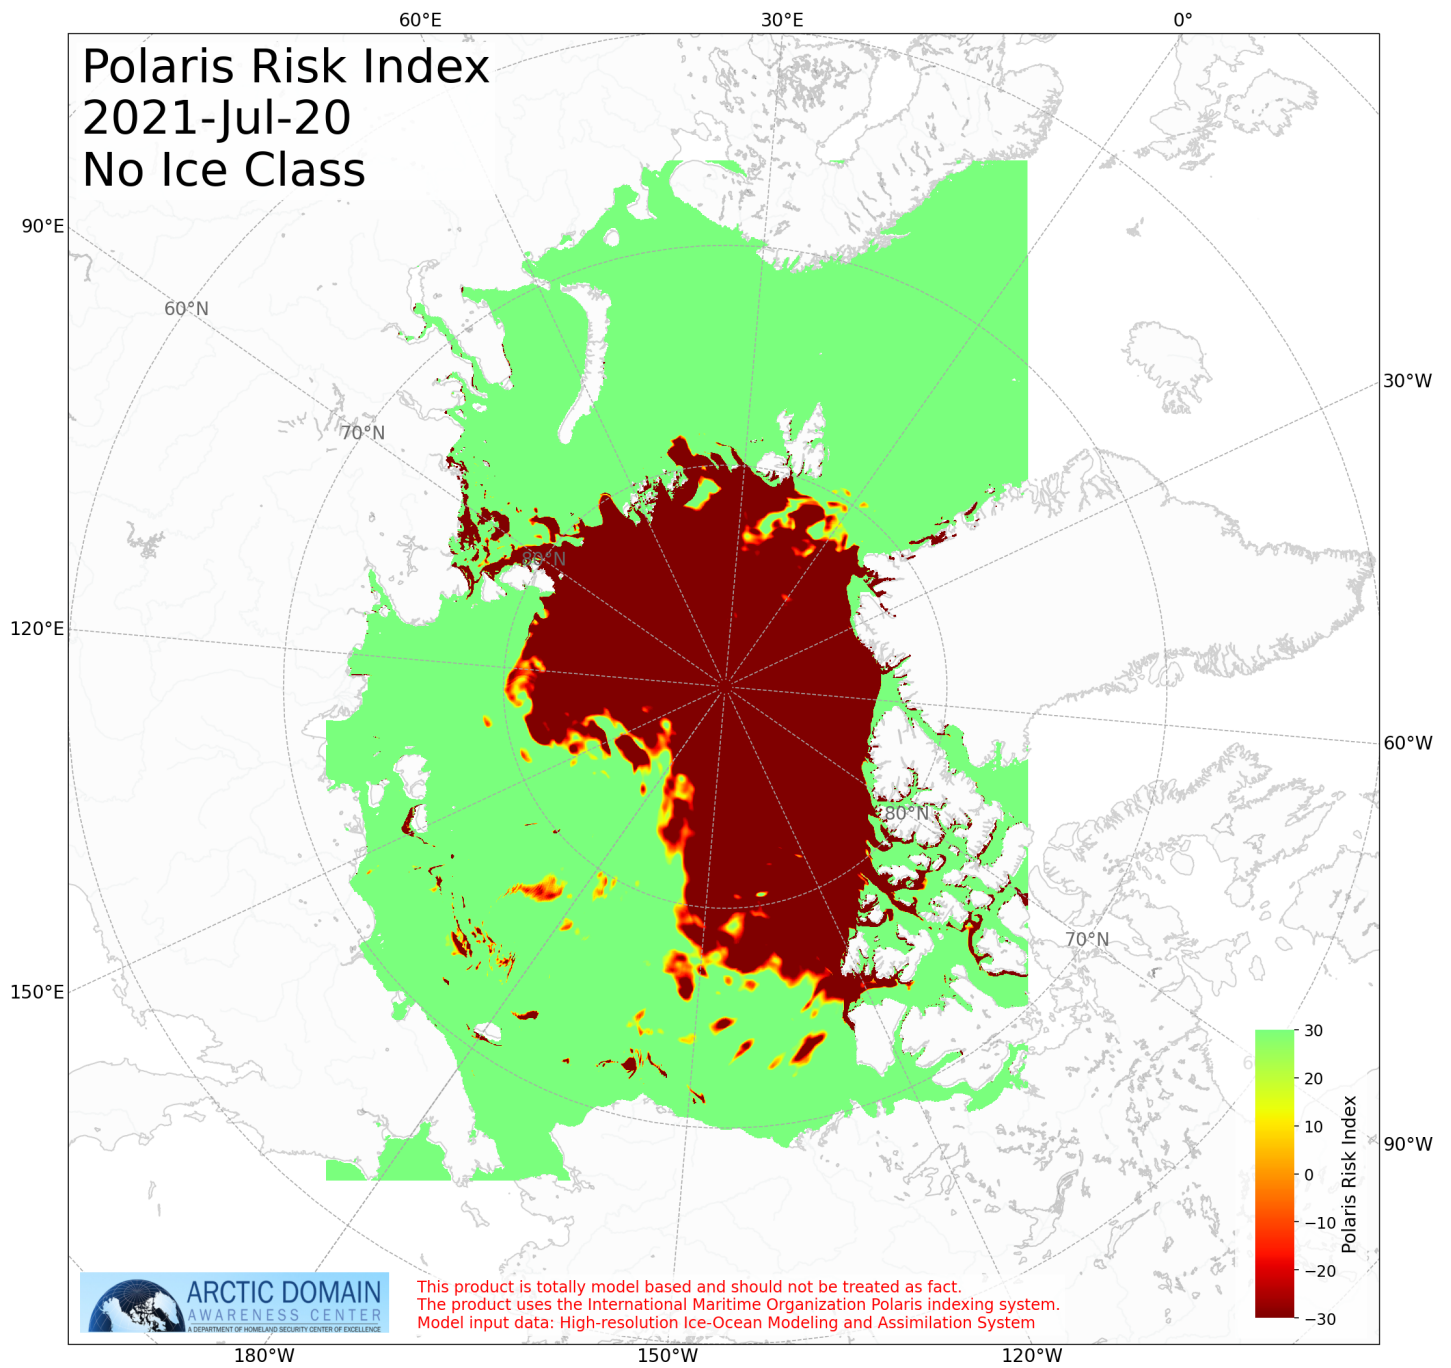 60°E
30°E
0°
Polaris Risk Index
2021-Jul-20
No Ice Class
90°E
60°N
30°W
70°N
80°N
120°E
60°W
80°N
70°N
150°E
30
20
10
0
−10
−20
−30
Polaris Risk Index
90°W
ARCTIC DOMAIN
AWARENESS CENTER
A DEPARTMENT OF HOMELAND SECURITY CENTER OF EXCELLENCE
This product is totally model based and should not be treated as fact.
The product uses the International Maritime Organization Polaris indexing system.
Model input data: High-resolution Ice-Ocean Modeling and Assimilation System
180°W
150°W
120°W